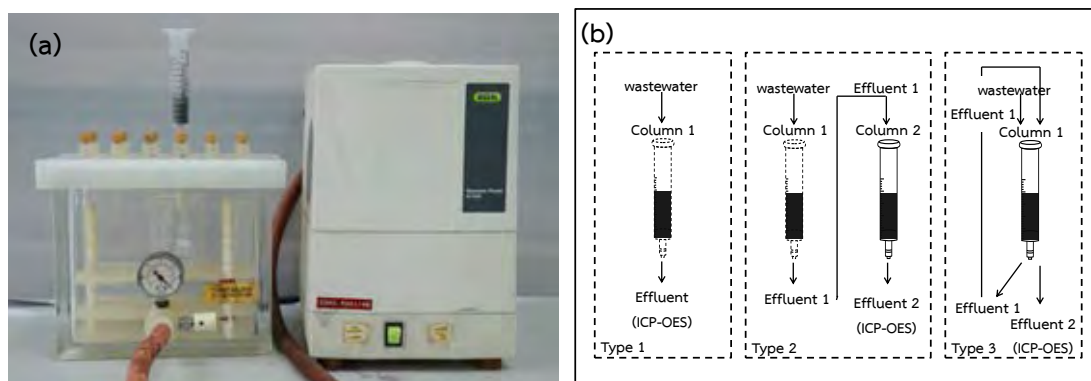 (a)
(b)
wastewater
Column 1
Effluent
(ICP-OES)
Type 1
wastewater
Column 1
Effluent 1
Effluent 1
Column 2
Effluent 2
(ICP-OES)
Type 2
wastewater
Effluent 1
Column 1
Effluent 1
Effluent 2
(ICP-OES)
Type 3